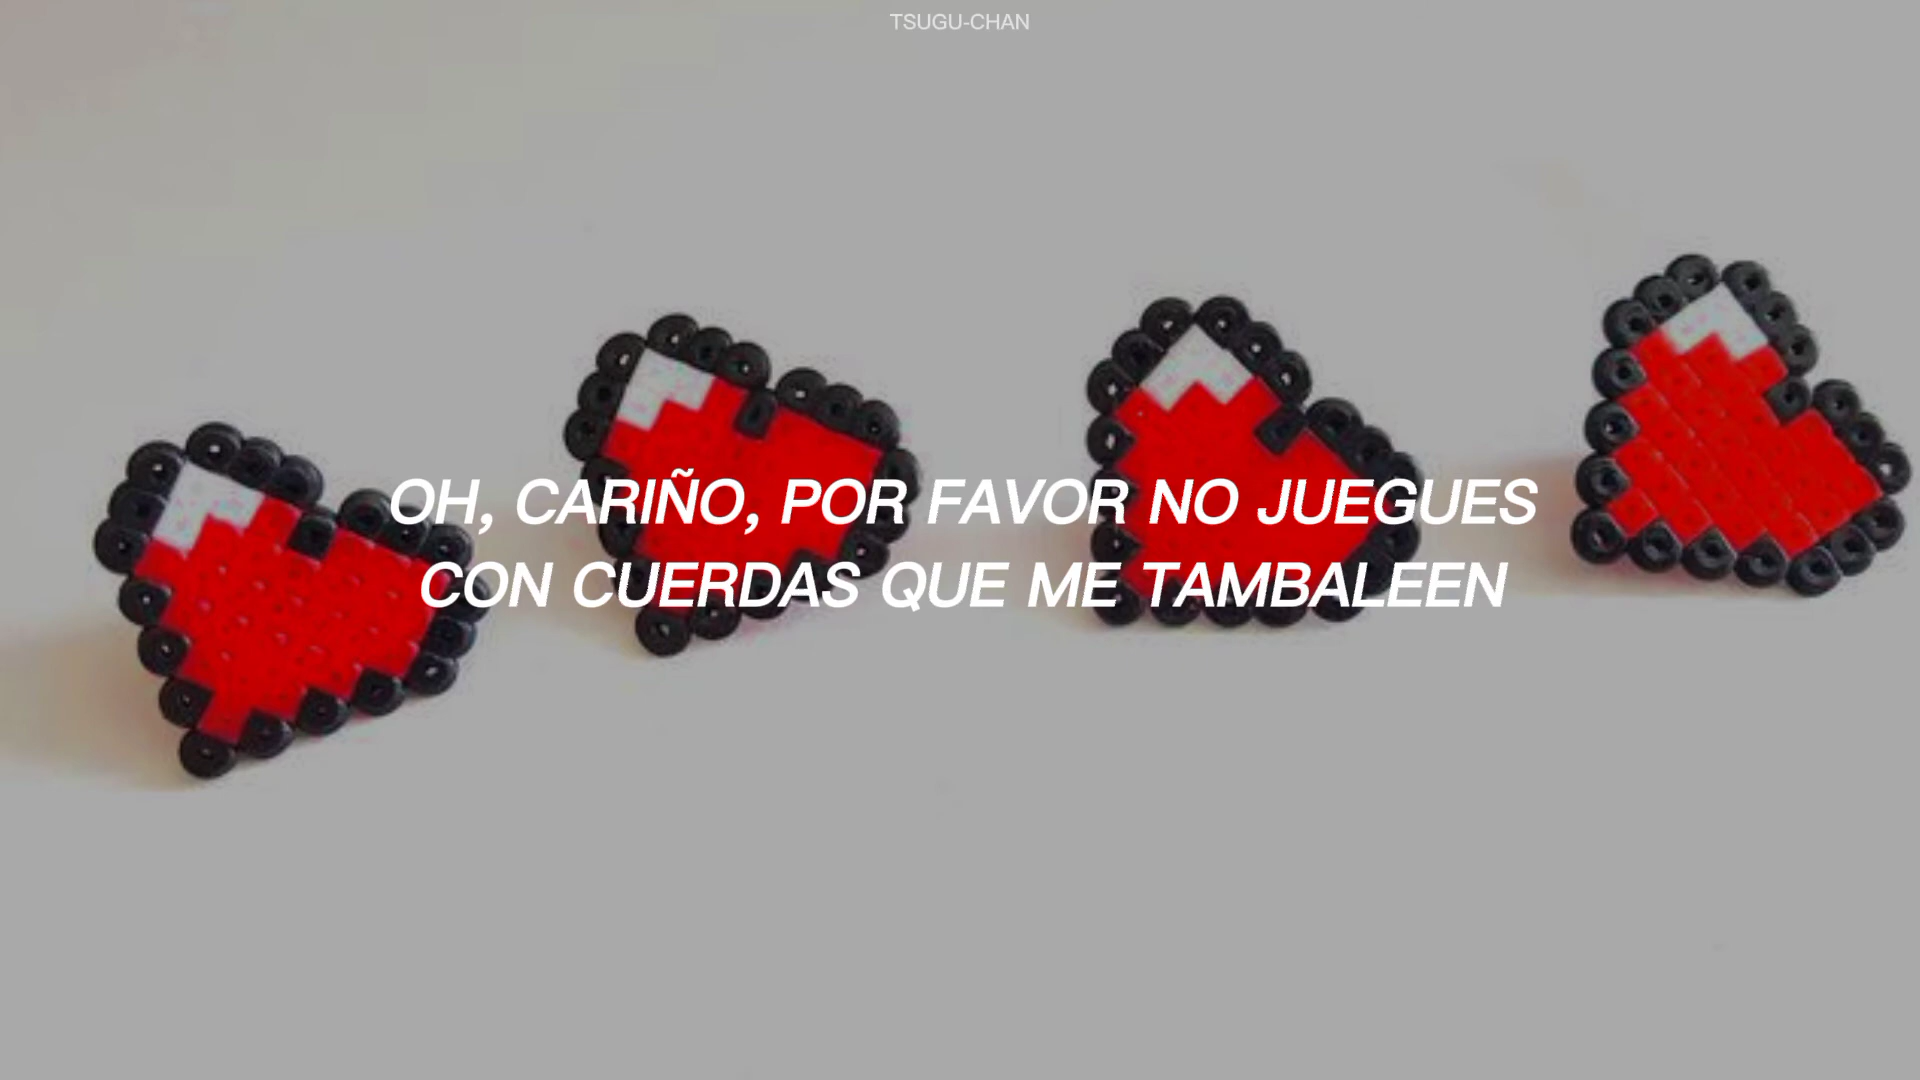 TSUGU-CHAN
OH, CARIÑO, POR FAVOR NO JUEGUES
CON CUERDAS QUE ME TAMBALEEN